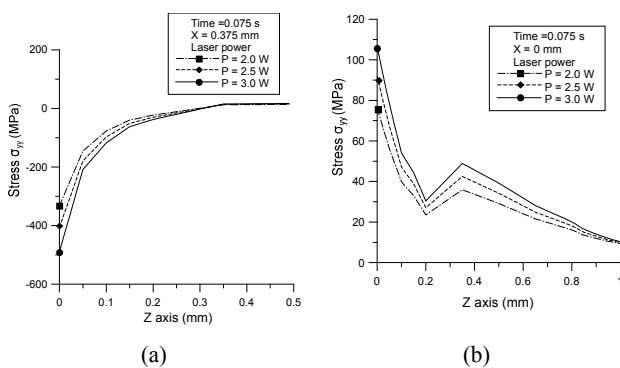 Time =0.075 s
X = 0.375 mm
Laser power
P = 2.0 W
P = 2.5 W
P = 3.0 W
200
0
-200
-400
-600
Stress σyy (MPa)
0
0.1
0.2
0.3
0.4
0.5
Z axis (mm)
(a)
Time =0.075 s
X = 0 mm
Laser power
P = 2.0 W
P = 2.5 W
P = 3.0 W
120
100
80
60
40
20
0
Stress σyy (MPa)
0
0.2
0.4
0.6
0.8
1
Z axis (mm)
(b)